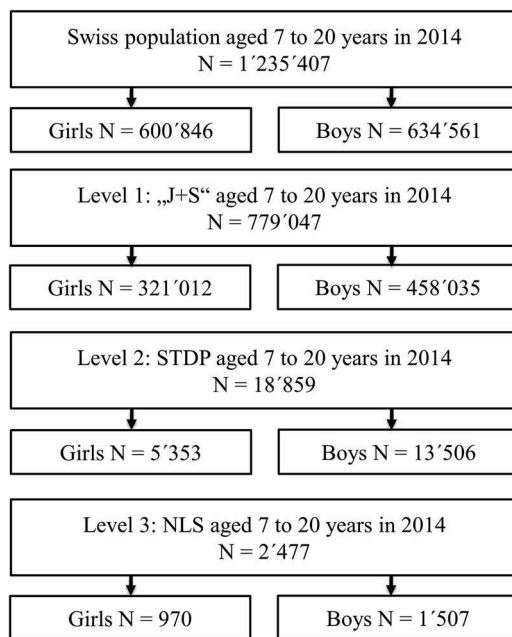 Swiss population aged 7 to 20 years in 2014
N = 1´235´407
Girls N = 600´846
Boys N = 634´561
Level 1: „J+S“ aged 7 to 20 years in 2014
N = 779´047
Girls N = 321´012
Boys N = 458´035
Level 2: STDP aged 7 to 20 years in 2014
N = 18´859
Girls N = 5´353
Boys N = 13´506
Level 3: NLS aged 7 to 20 years in 2014
N = 2´477
Girls N = 970
Boys N = 1´507